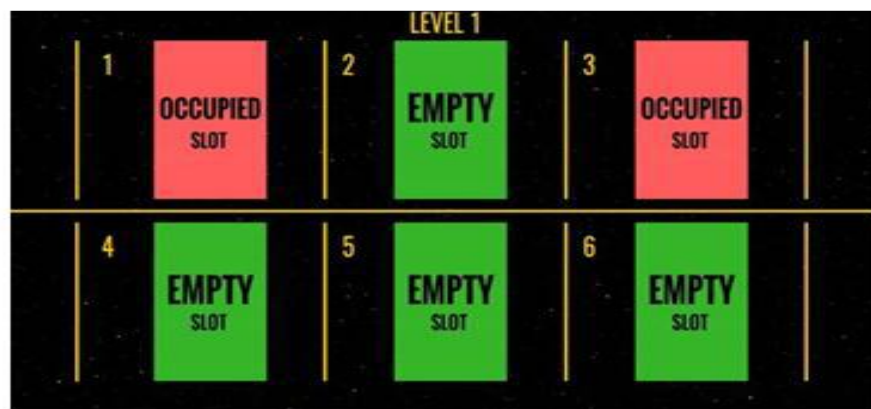 LEVEL 1
1
OCCUPIED
SLOT
2
EMPTY
SLOT
3
OCCUPIED
SLOT
4
EMPTY
SLOT
5
EMPTY
SLOT
6
EMPTY
SLOT